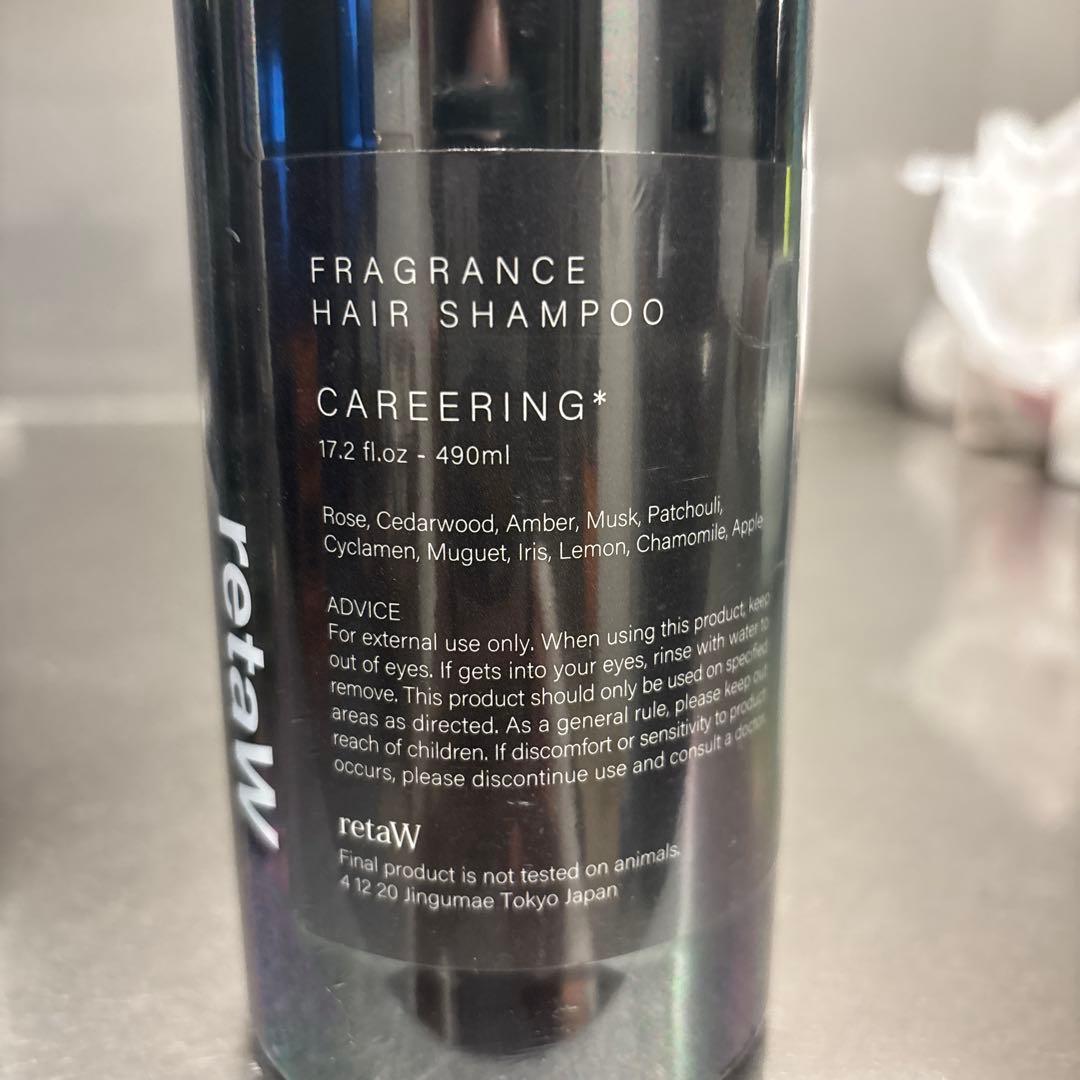 FRAGRANCE
HAIR SHAMPOO
CAREERING*
17.2 fl.oz - 490ml
Rose, Cedarwood, Amber, Musk, Patchouli,
Cyclamen, Muguet, Iris, Lemon, Chamomile, Apple
ADVICE
For external use only. When using this product, keep
out of eyes. If gets into your eyes, rinse with water to
remove. This product should only be used on specified
areas as directed. As a general rule, please keep out
reach of children. If discomfort or sensitivity to product
occurs, please discontinue use and consult a doctor.
retaW
Final product is not tested on animals.
4 12 20 Jingumae Tokyo Japan
retaW